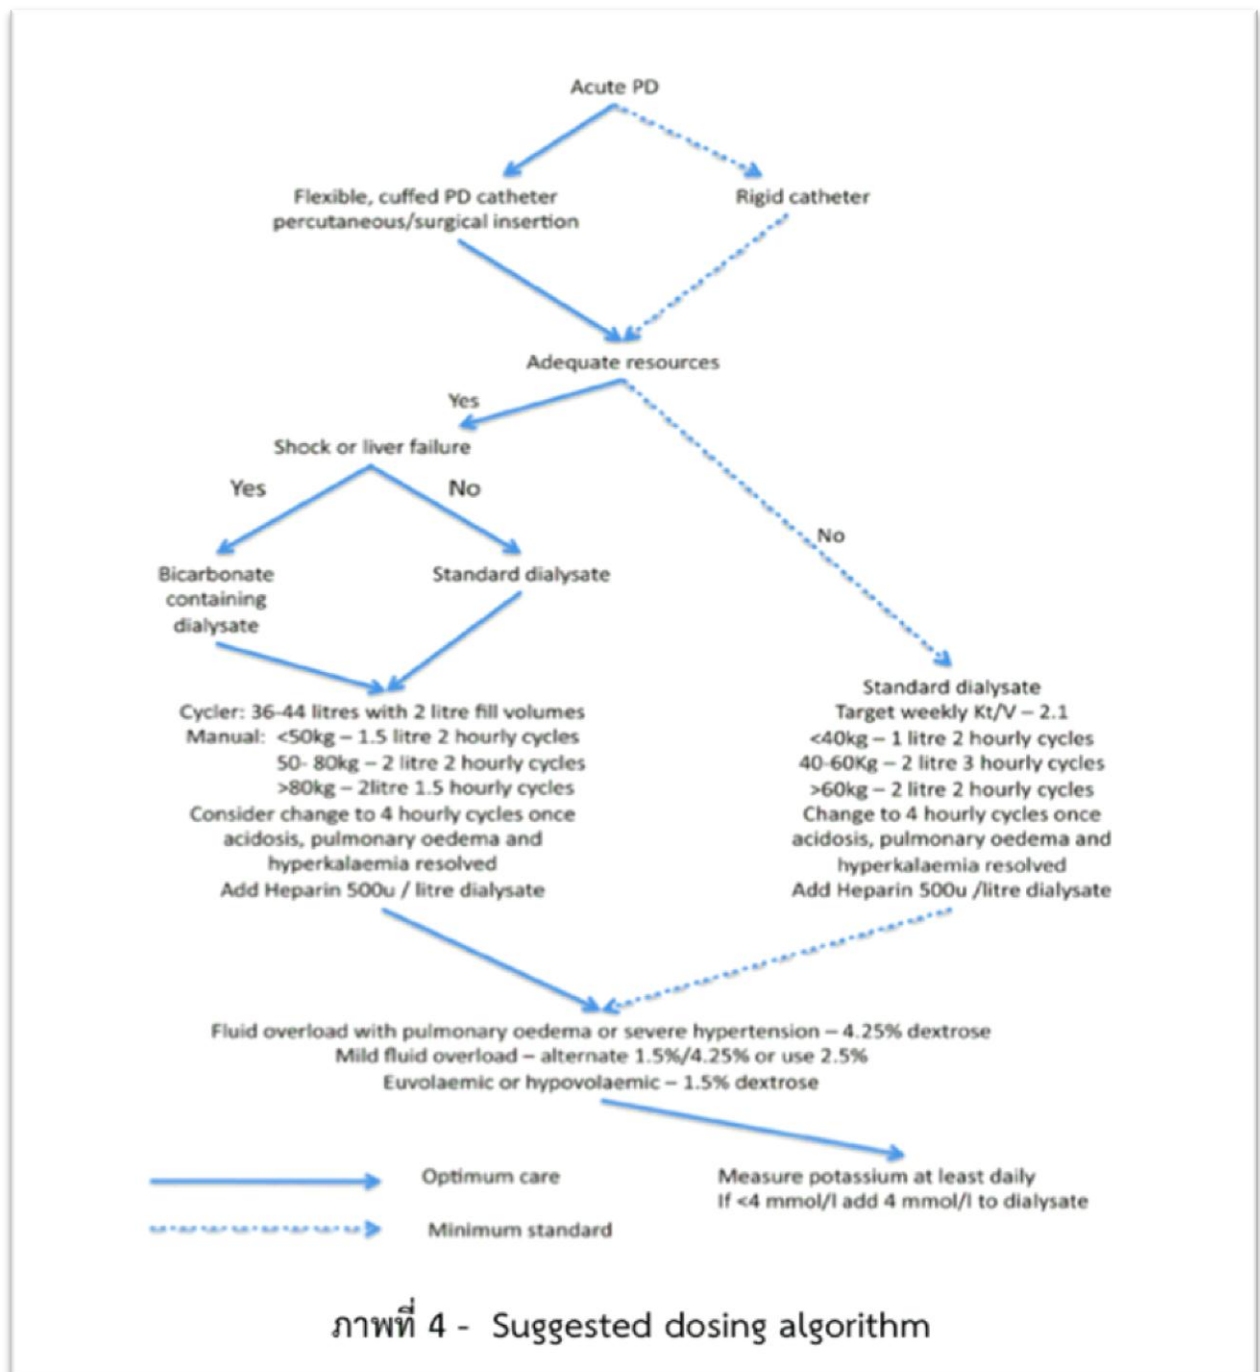 Acute PD
Flexible, cuffed PD catheter
percutaneous/surgical insertion
Rigid catheter
Adequate resources
Yes
Shock or liver failure
Yes
No
No
Bicarbonate
containing
dialysate
Standard dialysate
Cycler: 36-44 litres with 2 litre fill volumes
Manual: <50kg – 1.5 litre 2 hourly cycles
50- 80kg – 2 litre 2 hourly cycles
>80kg – 2litre 1.5 hourly cycles
Consider change to 4 hourly cycles once
acidosis, pulmonary oedema and
hyperkalaemia resolved
Add Heparin 500u / litre dialysate
Standard dialysate
Target weekly Kt/V – 2.1
<40kg – 1 litre 2 hourly cycles
40-60Kg – 2 litre 3 hourly cycles
>60kg – 2 litre 2 hourly cycles
Change to 4 hourly cycles once
acidosis, pulmonary oedema and
hyperkalaemia resolved
Add Heparin 500u /litre dialysate
Fluid overload with pulmonary oedema or severe hypertension – 4.25% dextrose
Mild fluid overload – alternate 1.5%/4.25% or use 2.5%
Euvolaemic or hypovolaemic – 1.5% dextrose
Optimum care
Minimum standard
Measure potassium at least daily
If <4 mmol/l add 4 mmol/l to dialysate
ภาพที่ 4 - Suggested dosing algorithm